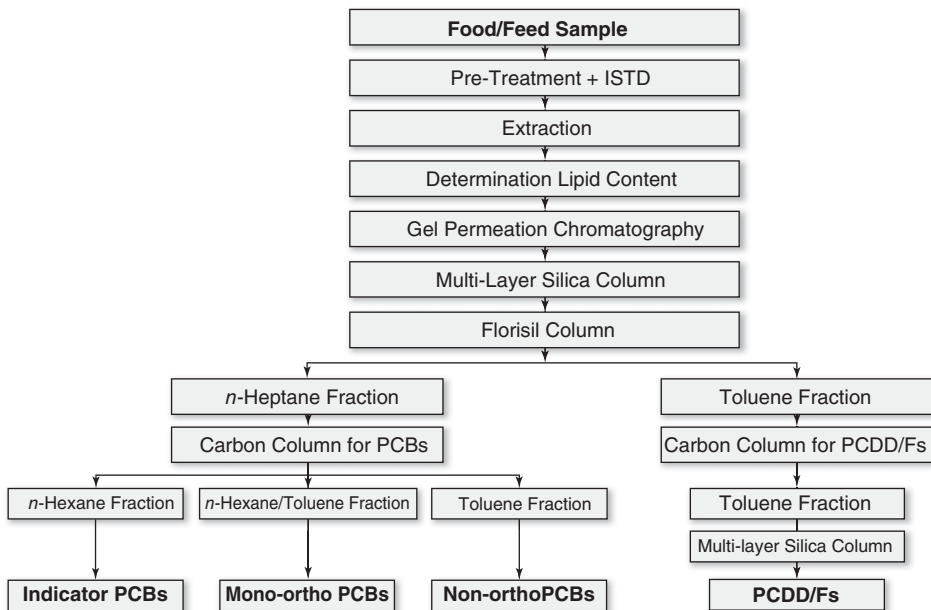 Food/Feed Sample
Pre-Treatment + ISTD
Extraction
Determination Lipid Content
Gel Permeation Chromatography
Multi-Layer Silica Column
Florisil Column
n-Heptane Fraction
Toluene Fraction
Carbon Column for PCBs
Carbon Column for PCDD/Fs
n-Hexane Fraction
n-Hexane/Toluene Fraction
Toluene Fraction
Toluene Fraction
Multi-layer Silica Column
Indicator PCBs
Mono-ortho PCBs
Non-orthoPCBs
PCDD/Fs